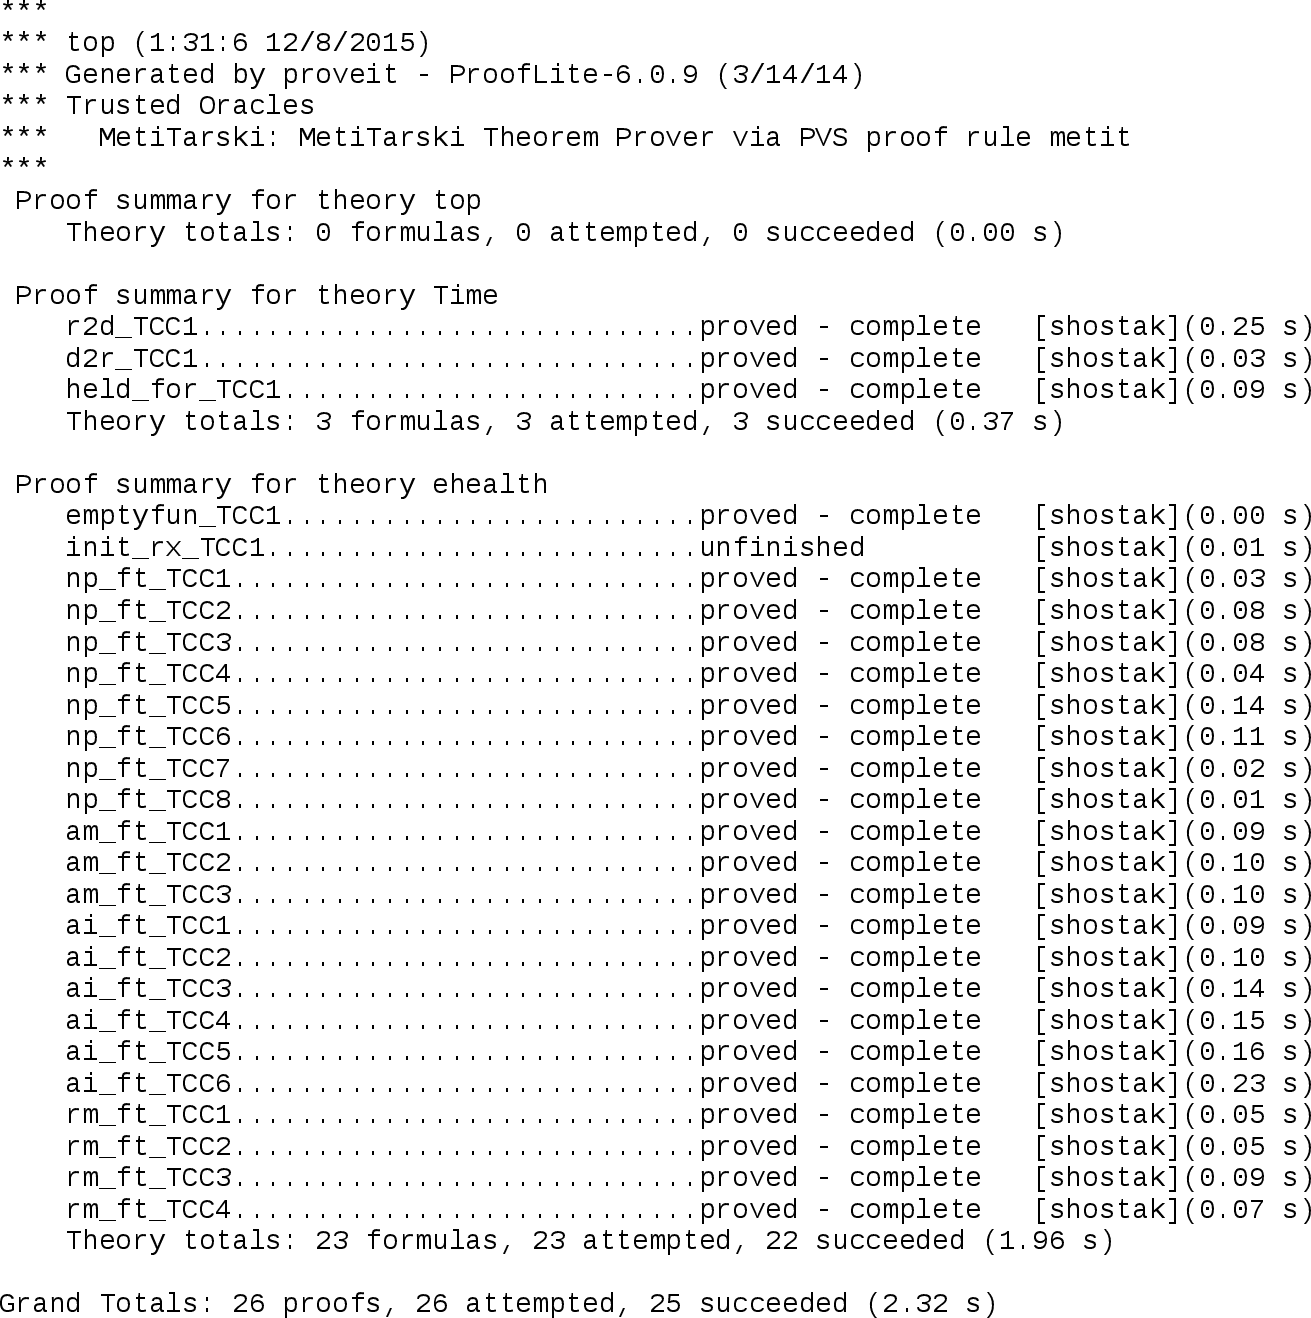 ***
*** top (1:31:6 12/8/2015)
*** Generated by proveit - ProofLite-6.0.9 (3/14/14)
*** Trusted Oracles
***   MetiTarski: MetiTarski Theorem Prover via PVS proof rule metit
***
 Proof summary for theory top
    Theory totals: 0 formulas, 0 attempted, 0 succeeded (0.00 s)

 Proof summary for theory Time
    r2d_TCC1..............................proved - complete   [shostak](0.25 s)
    d2r_TCC1..............................proved - complete   [shostak](0.03 s)
    held_for_TCC1.........................proved - complete   [shostak](0.09 s)
    Theory totals: 3 formulas, 3 attempted, 3 succeeded (0.37 s)

 Proof summary for theory ehealth
    emptyfun_TCC1.........................proved - complete   [shostak](0.00 s)
    init_rx_TCC1..........................unfinished          [shostak](0.01 s)
    np_ft_TCC1............................proved - complete   [shostak](0.03 s)
    np_ft_TCC2............................proved - complete   [shostak](0.08 s)
    np_ft_TCC3............................proved - complete   [shostak](0.08 s)
    np_ft_TCC4............................proved - complete   [shostak](0.04 s)
    np_ft_TCC5............................proved - complete   [shostak](0.14 s)
    np_ft_TCC6............................proved - complete   [shostak](0.11 s)
    np_ft_TCC7............................proved - complete   [shostak](0.02 s)
    np_ft_TCC8............................proved - complete   [shostak](0.01 s)
    am_ft_TCC1............................proved - complete   [shostak](0.09 s)
    am_ft_TCC2............................proved - complete   [shostak](0.10 s)
    am_ft_TCC3............................proved - complete   [shostak](0.10 s)
    ai_ft_TCC1............................proved - complete   [shostak](0.09 s)
    ai_ft_TCC2............................proved - complete   [shostak](0.10 s)
    ai_ft_TCC3............................proved - complete   [shostak](0.14 s)
    ai_ft_TCC4............................proved - complete   [shostak](0.15 s)
    ai_ft_TCC5............................proved - complete   [shostak](0.16 s)
    ai_ft_TCC6............................proved - complete   [shostak](0.23 s)
    rm_ft_TCC1............................proved - complete   [shostak](0.05 s)
    rm_ft_TCC2............................proved - complete   [shostak](0.05 s)
    rm_ft_TCC3............................proved - complete   [shostak](0.09 s)
    rm_ft_TCC4............................proved - complete   [shostak](0.07 s)
    Theory totals: 23 formulas, 23 attempted, 22 succeeded (1.96 s)

Grand Totals: 26 proofs, 26 attempted, 25 succeeded (2.32 s)